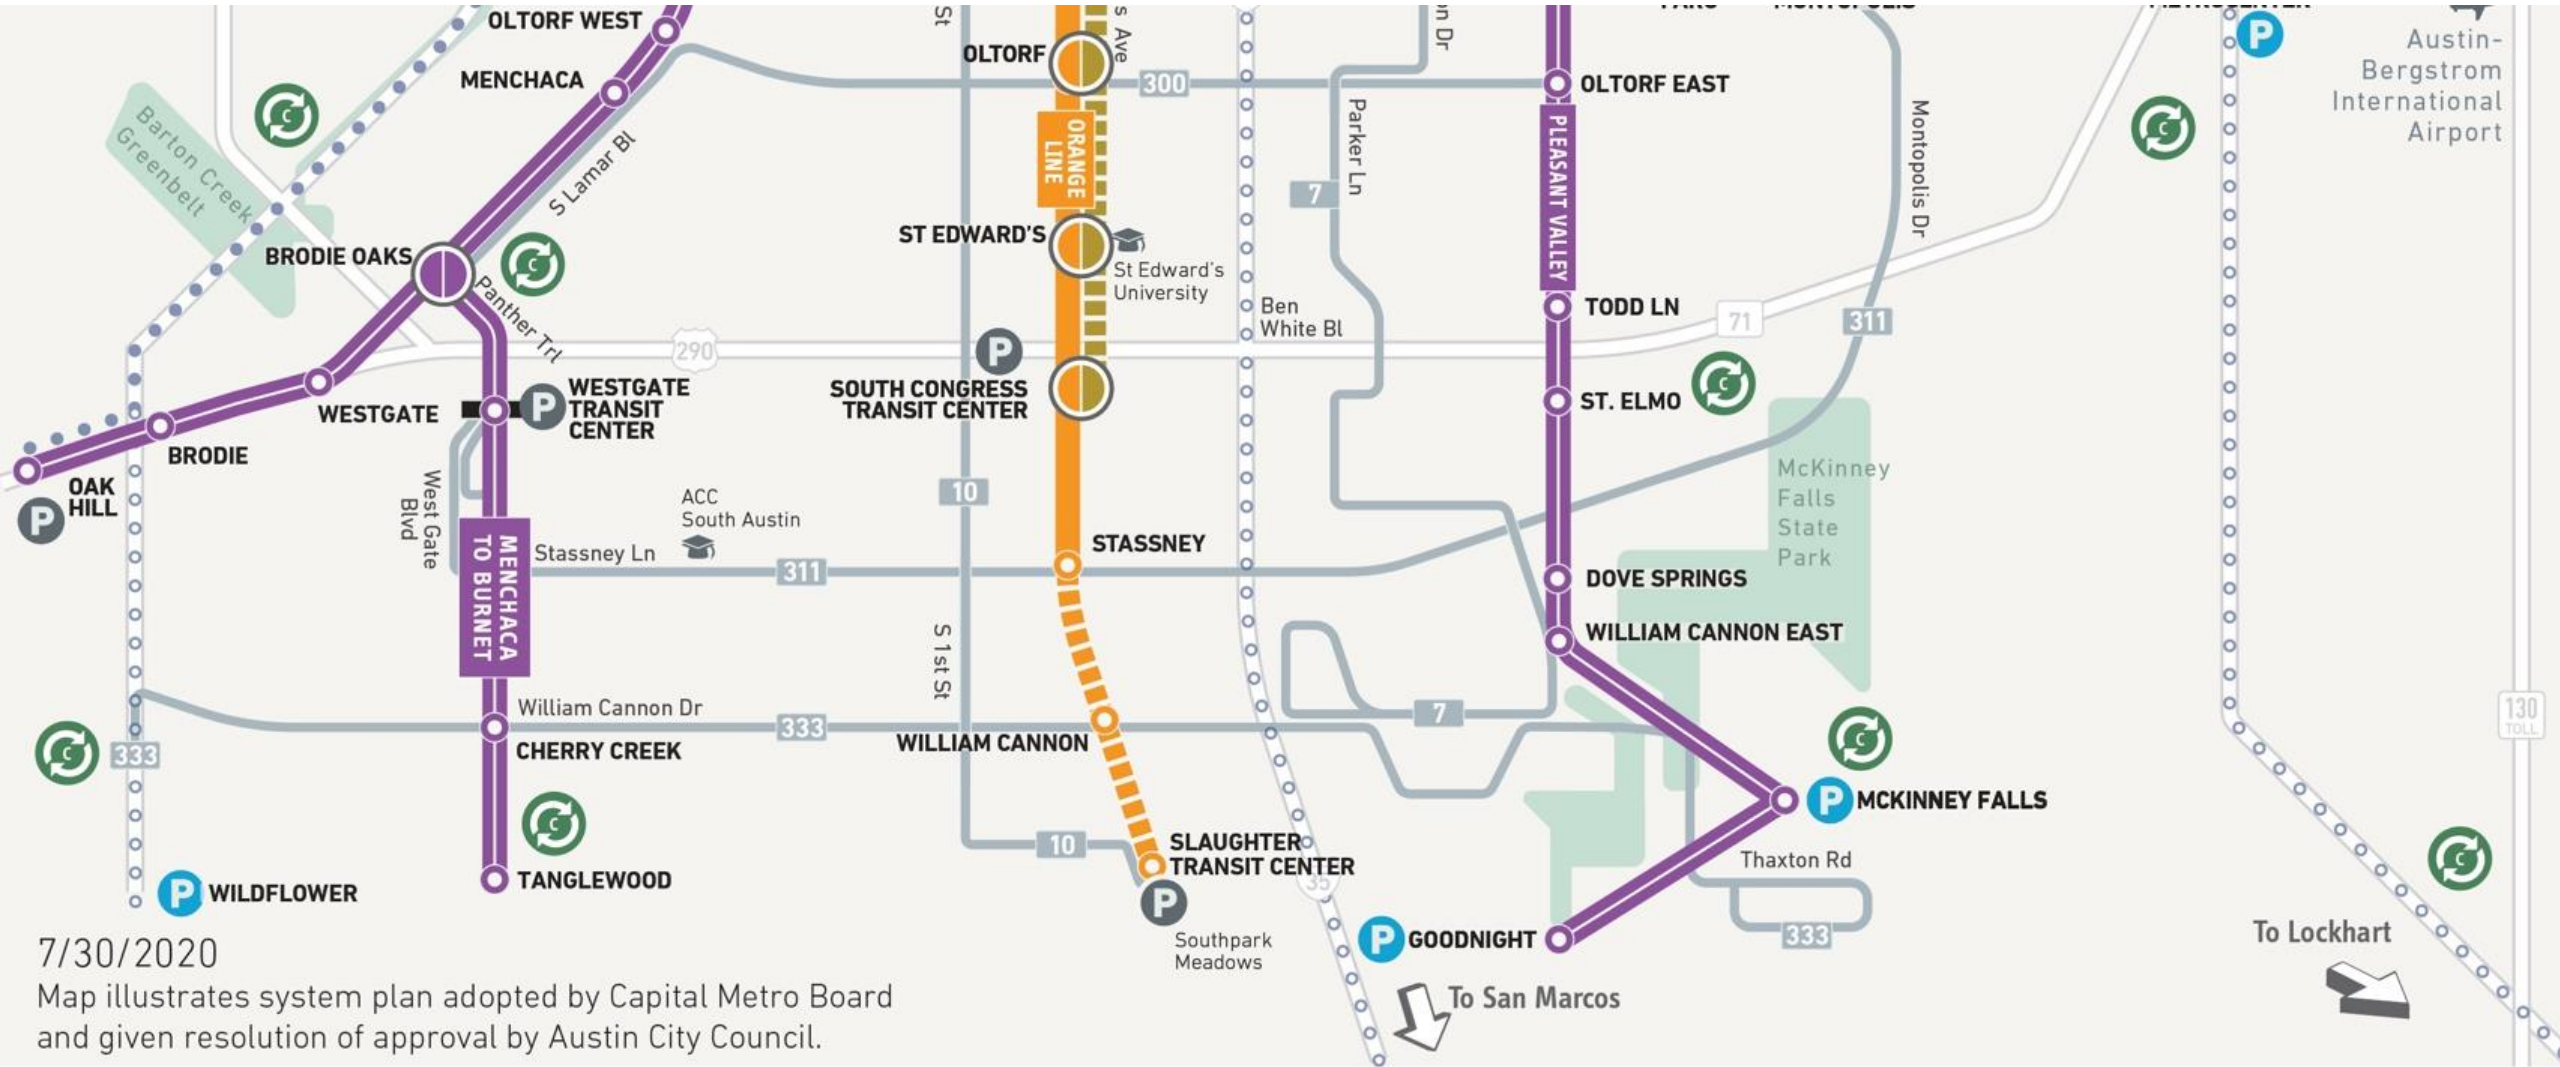 OLTORF WEST
MENCHACA
S Lamar Bl
Barton Creek
Greenbelt
BRODIE OAKS
Panther Trl
WESTGATE
WESTGATE
TRANSIT
CENTER
P
BRODIE
OAK
HILL
P
West Gate
Blvd
MENCHACA
TO BURNET
Stassney Ln
ACC
South Austin
311
William Cannon Dr
333
333
CHERRY CREEK
TANGLEWOOD
P
WILDFLOWER
290
St
OLTORF
s Ave
300
ORANGE
LINE
ST EDWARD'S
St Edward's
University
P
SOUTH CONGRESS
TRANSIT CENTER
10
STASSNEY
S 1st St
WILLIAM CANNON
10
SLAUGHTER
TRANSIT CENTER
P
Southpark
Meadows
35
Ben
White Bl
n Dr
Parker Ln
7
7
OLTORF EAST
PLEASANT VALLEY
TODD LN
71
311
Montopolis Dr
ST. ELMO
McKinney
Falls
State
Park
DOVE SPRINGS
WILLIAM CANNON EAST
P
MCKINNEY FALLS
Thaxton Rd
333
P
GOODNIGHT
To San Marcos
P
Austin-
Bergstrom
International
Airport
130
TOLL
To Lockhart
C
C
C
C
C
C
C
C
7/30/2020
Map illustrates system plan adopted by Capital Metro Board
and given resolution of approval by Austin City Council.